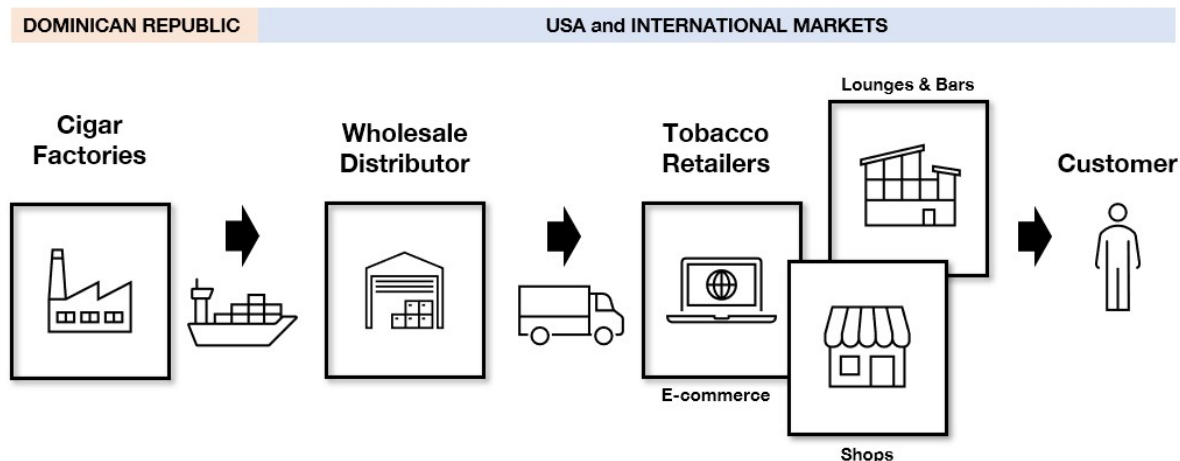 DOMINICAN REPUBLIC
USA and INTERNATIONAL MARKETS
Cigar
Factories
Wholesale
Distributor
Tobacco
Retailers
Lounges & Bars
E-commerce
Shops
Customer